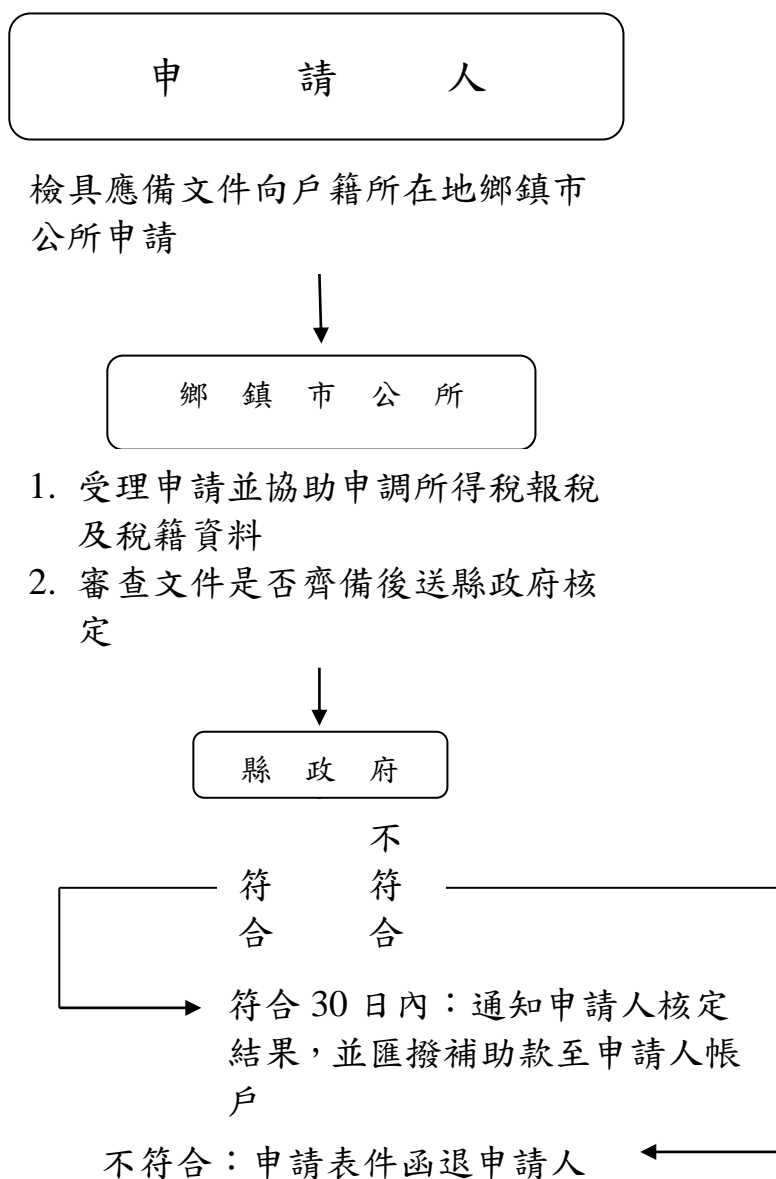 申請人
檢具應備文件向戶籍所在地鄉鎮市
公所申請
鄉鎮市公所
1. 受理申請並協助申調所得稅報稅
及稅籍資料
2. 審查文件是否齊備後送縣政府核
定
縣政府
符合
不符合
符合 30 日內：通知申請人核定
結果，並匯撥補助款至申請人帳
戶
不符合：申請表件函退申請人